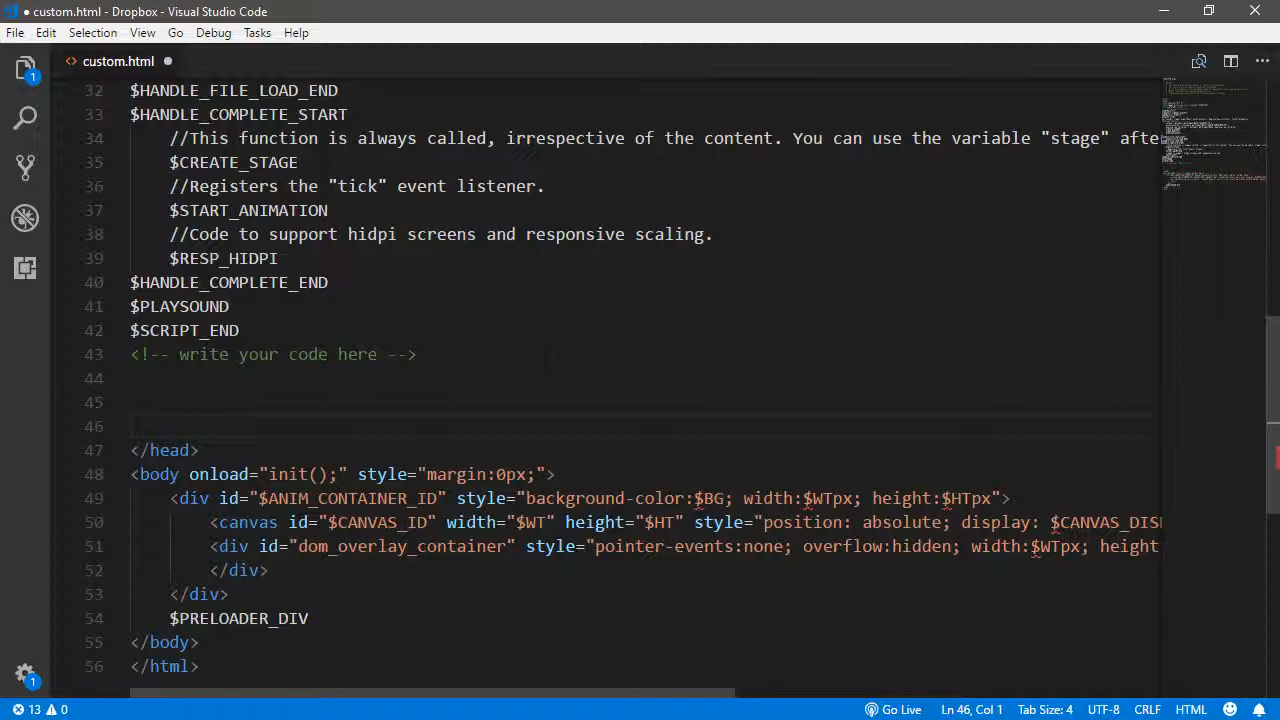 custom.html - Dropbox - Visual Studio Code
File Edit Selection View Go Debug Tasks Help
<> custom.html
1
1
32 $HANDLE_FILE_LOAD_END
33 $HANDLE_COMPLETE_START
34 //This function is always called, irrespective of the content. You can use the variable "stage" afte
35 $CREATE_STAGE
36 //Registers the "tick" event listener.
37 $START_ANIMATION
38 //Code to support hidpi screens and responsive scaling.
39 $RESP_HIDPI
40 $HANDLE_COMPLETE_END
41 $PLAYSOUND
42 $SCRIPT_END
43 <!-- write your code here -->
44
45
46
47 </head>
48 <body onload="init();" style="margin:0px;">
49 <div id="$ANIM_CONTAINER_ID" style="background-color:$BG; width:$WTpx; height:$HTpx">
50 <canvas id="$CANVAS_ID" width="$WT" height="$HT" style="position: absolute; display: $CANVAS_DIS
51 <div id="dom_overlay_container" style="pointer-events:none; overflow:hidden; width:$WTpx; height
52 </div>
53 </div>
54 $PRELOADER_DIV
55 </body>
56 </html>
13 0 Go Live Ln 46, Col 1 Tab Size: 4 UTF-8 CRLF HTML